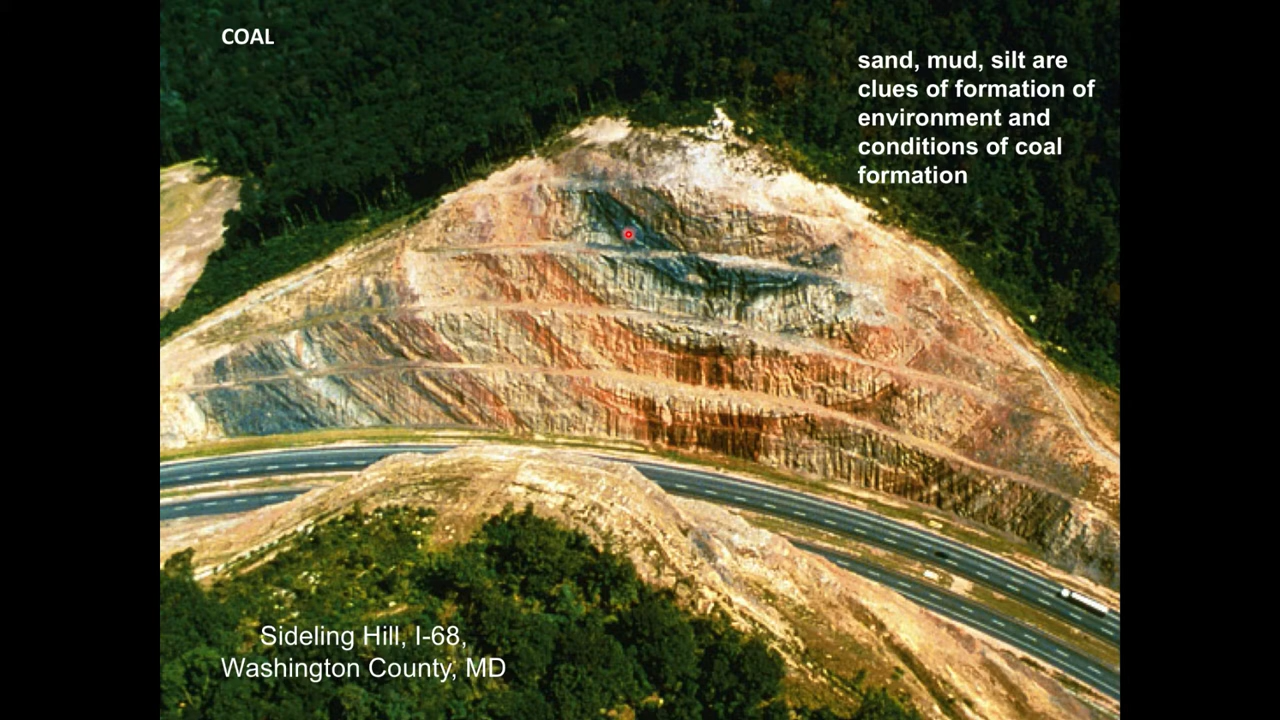 COAL
sand, mud, silt are
clues of formation of
environment and
conditions of coal
formation
Sideling Hill, I-68,
Washington County, MD